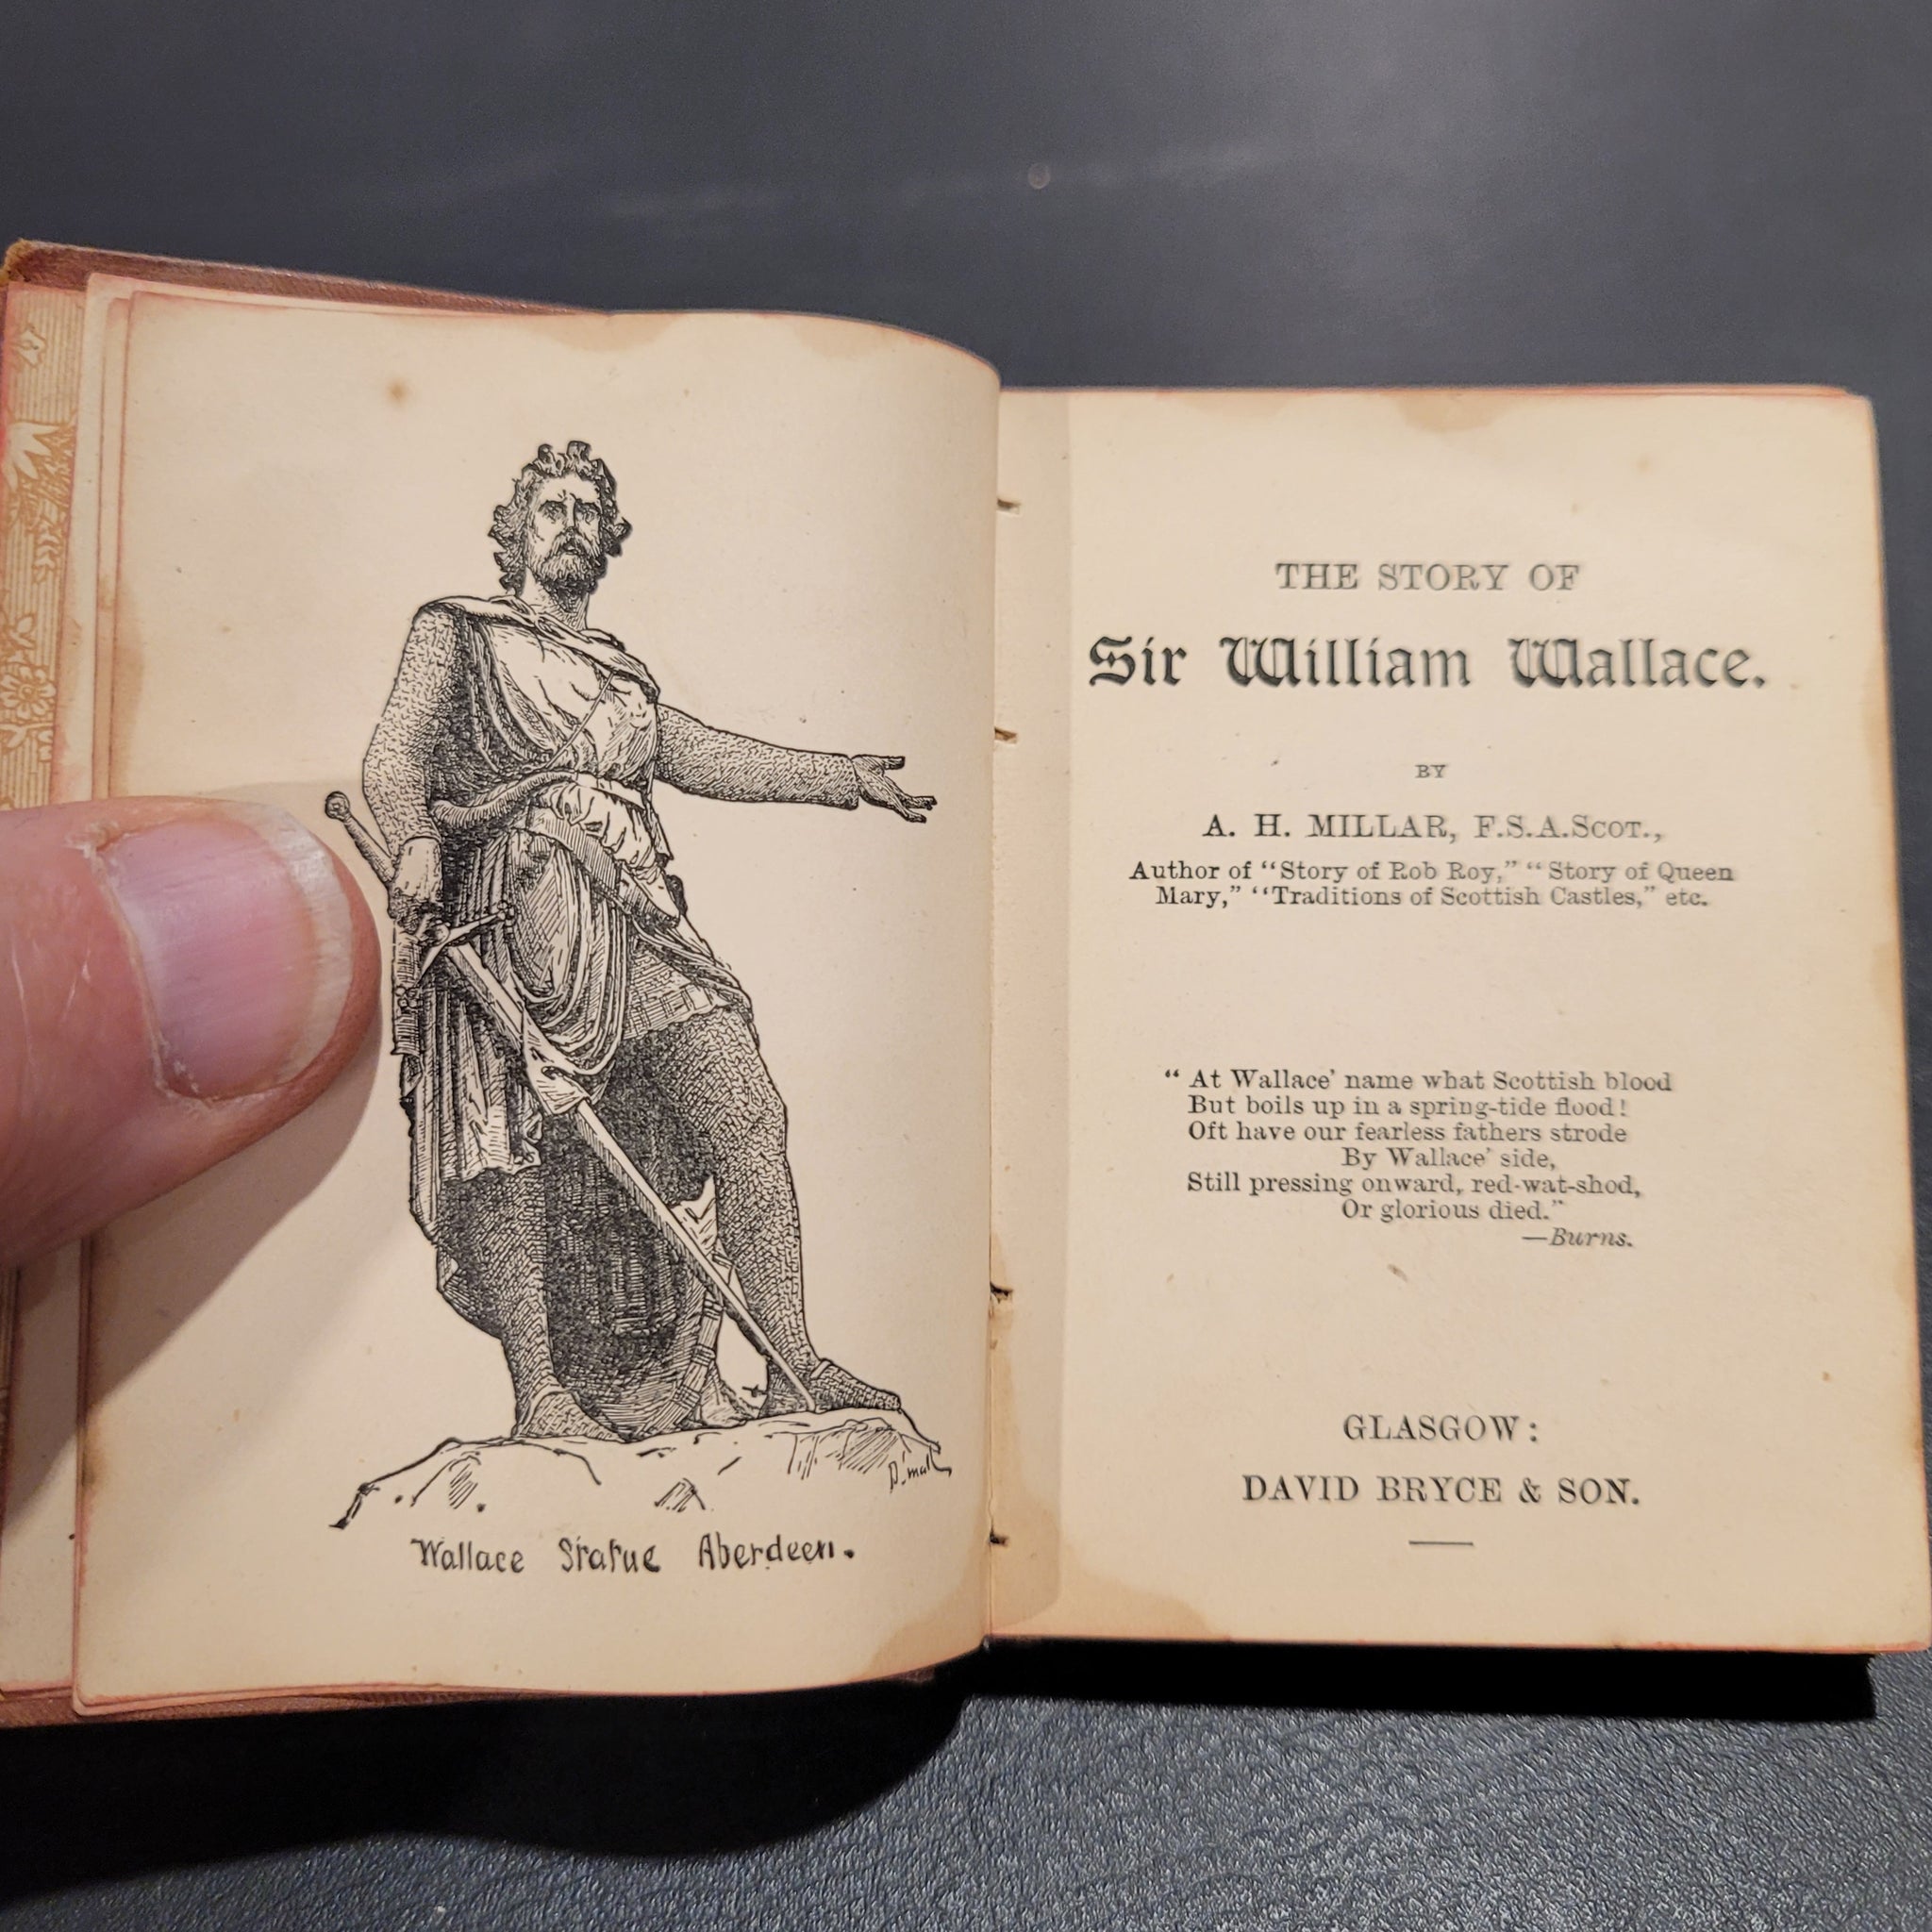 Wallace Statue Aberdeen.
THE STORY OF
Sir William Wallace.
BY
A. H. MILLAR, F.S.A.SCOT.,
Author of “Story of Rob Roy,” “Story of Queen
Mary,” “Traditions of Scottish Castles,” etc.
“At Wallace’ name what Scottish blood
But boils up in a spring-tide flood!
Oft have our fearless fathers strode
By Wallace’ side,
Still pressing onward, red-wat-shod,
Or glorious died.”
—Burns.
GLASGOW:
DAVID BRYCE & SON.